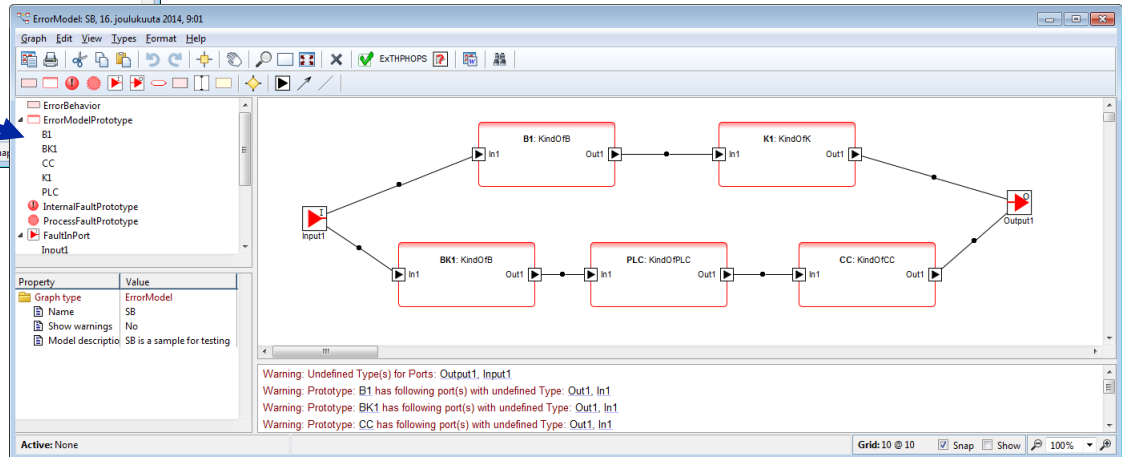 ErrorModel: SB, 16. joulukuuta 2014, 9:01
Graph Edit View Types Format Help
ExTHPHOPS
ErrorBehavior
ErrorModelPrototype
B1
BK1
CC
K1
PLC
InternalFaultPrototype
ProcessFaultPrototype
FaultInPort
Input1
Property Value
Graph type ErrorModel
Name SB
Show warnings No
Model descriptio SB is a sample for testing
B1: KindOfB
In1 Out1
K1: KindOfK
In1 Out1
I
Input1
O
Output1
BK1: KindOfB
In1 Out1
PLC: KindOfPLC
In1 Out1
CC: KindOfCC
In1 Out1
Warning: Undefined Type(s) for Ports: Output1, Input1
Warning: Prototype: B1 has following port(s) with undefined Type: Out1, In1
Warning: Prototype: BK1 has following port(s) with undefined Type: Out1, In1
Warning: Prototype: CC has following port(s) with undefined Type: Out1, In1
Active: None
Grid: 10 @ 10 Snap Show 100%